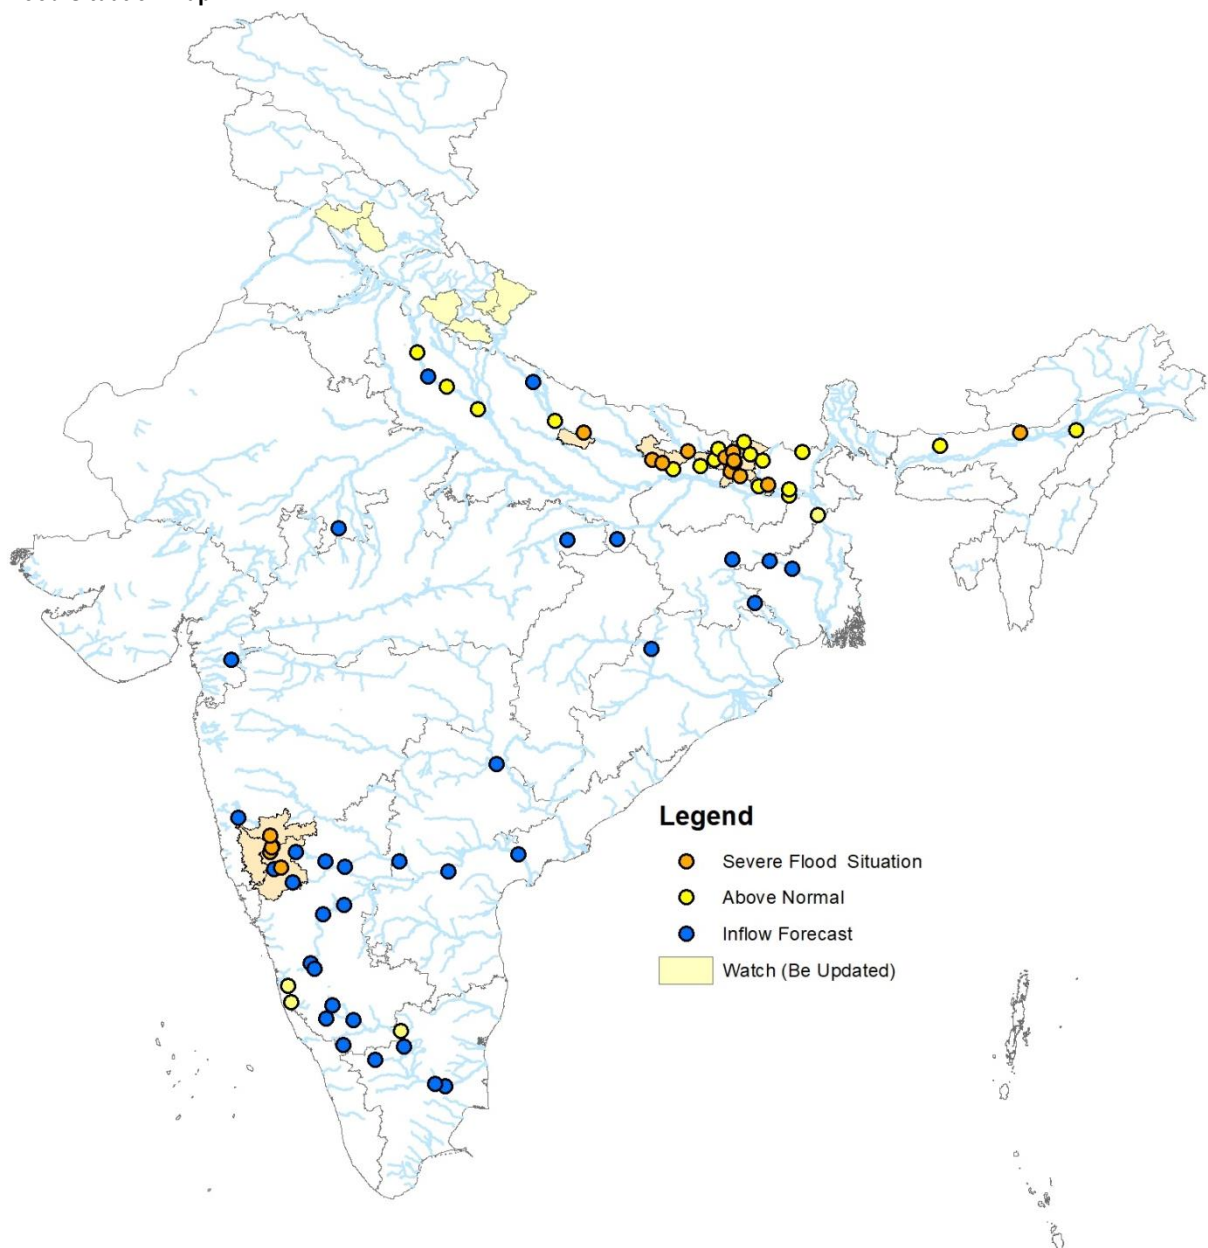 Legend
Severe Flood Situation
Above Normal
Inflow Forecast
Watch (Be Updated)